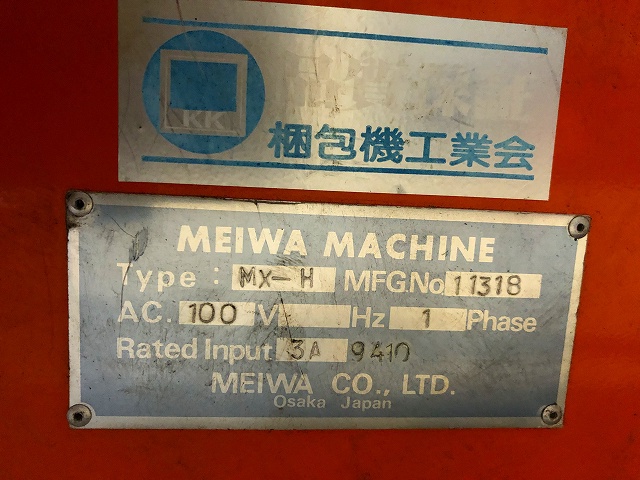 KK
梱包機工業会
MEIWA MACHINE
Type: MX-H MFG.No 11318
AC. 100 V Hz 1 Phase
Rated Input 3A 9410
MEIWA CO., LTD.
Osaka Japan